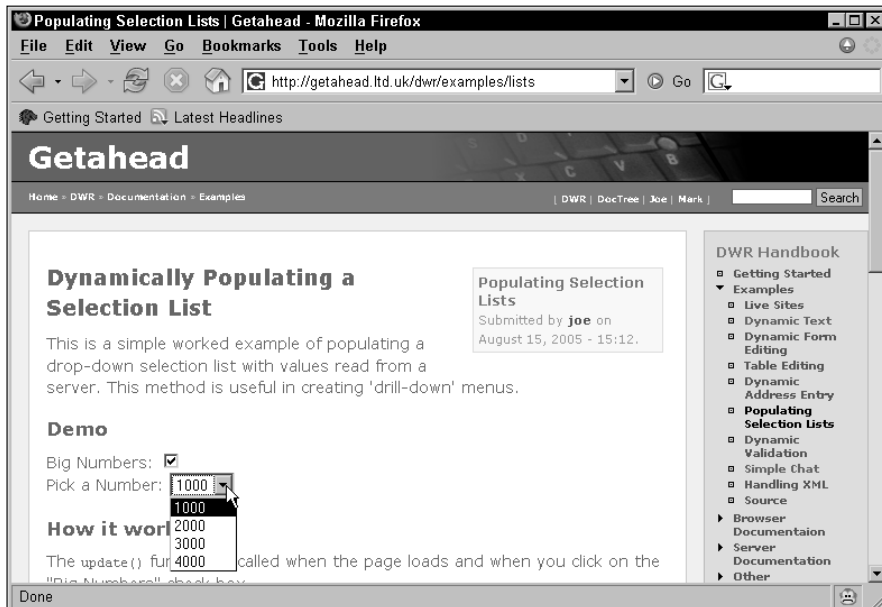 Populating Selection Lists | Getahead - Mozilla Firefox
File Edit View Go Bookmarks Tools Help
G http://getahead.ltd.uk/dwr/examples/lists Go G
Getting Started Latest Headlines
Getahead
Home » DWR » Documentation » Examples
[ DWR | DocTree | Joe | Mark ] Search
Dynamically Populating a
Selection List
Populating Selection
Lists
Submitted by joe on
August 15, 2005 - 15:12.
This is a simple worked example of populating a
drop-down selection list with values read from a
server. This method is useful in creating 'drill-down' menus.
Demo
Big Numbers:
Pick a Number: 1000
1000
2000
3000
4000
How it wor
The update() fu called when the page loads and when you click on the
"Big Numbers" check box
DWR Handbook
Getting Started
Examples
Live Sites
Dynamic Text
Dynamic Form
Editing
Table Editing
Dynamic
Address Entry
Populating
Selection Lists
Dynamic
Validation
Simple Chat
Handling XML
Source
Browser
Documentaion
Server
Documentation
Other
Done